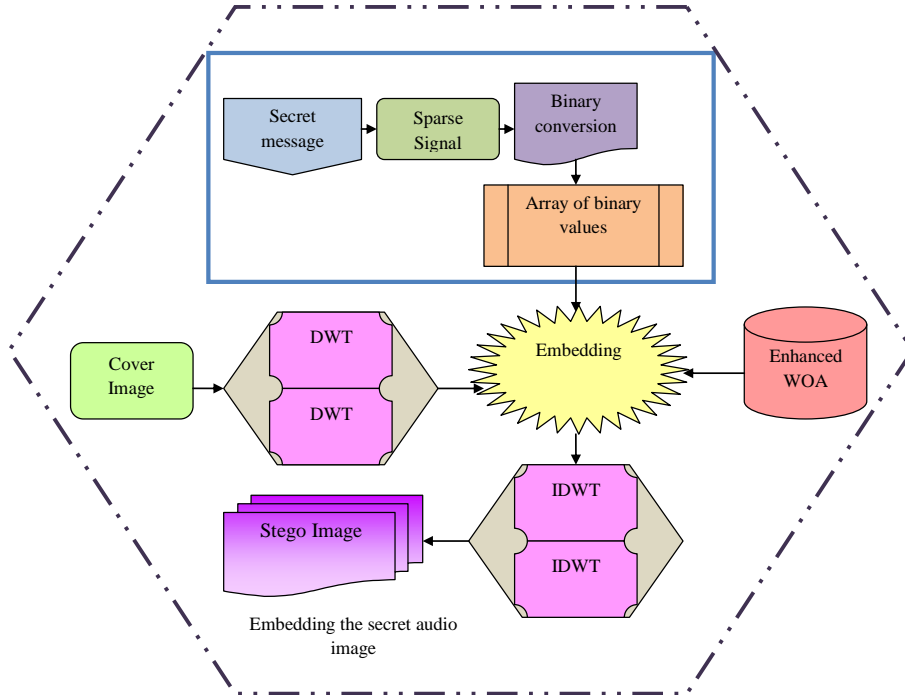 Secret
message
Sparse
Signal
Binary
conversion
Array of binary
values
DWT
DWT
Cover
Image
Embedding
Enhanced
WOA
IDWT
IDWT
Stego Image
Embedding the secret audio
image